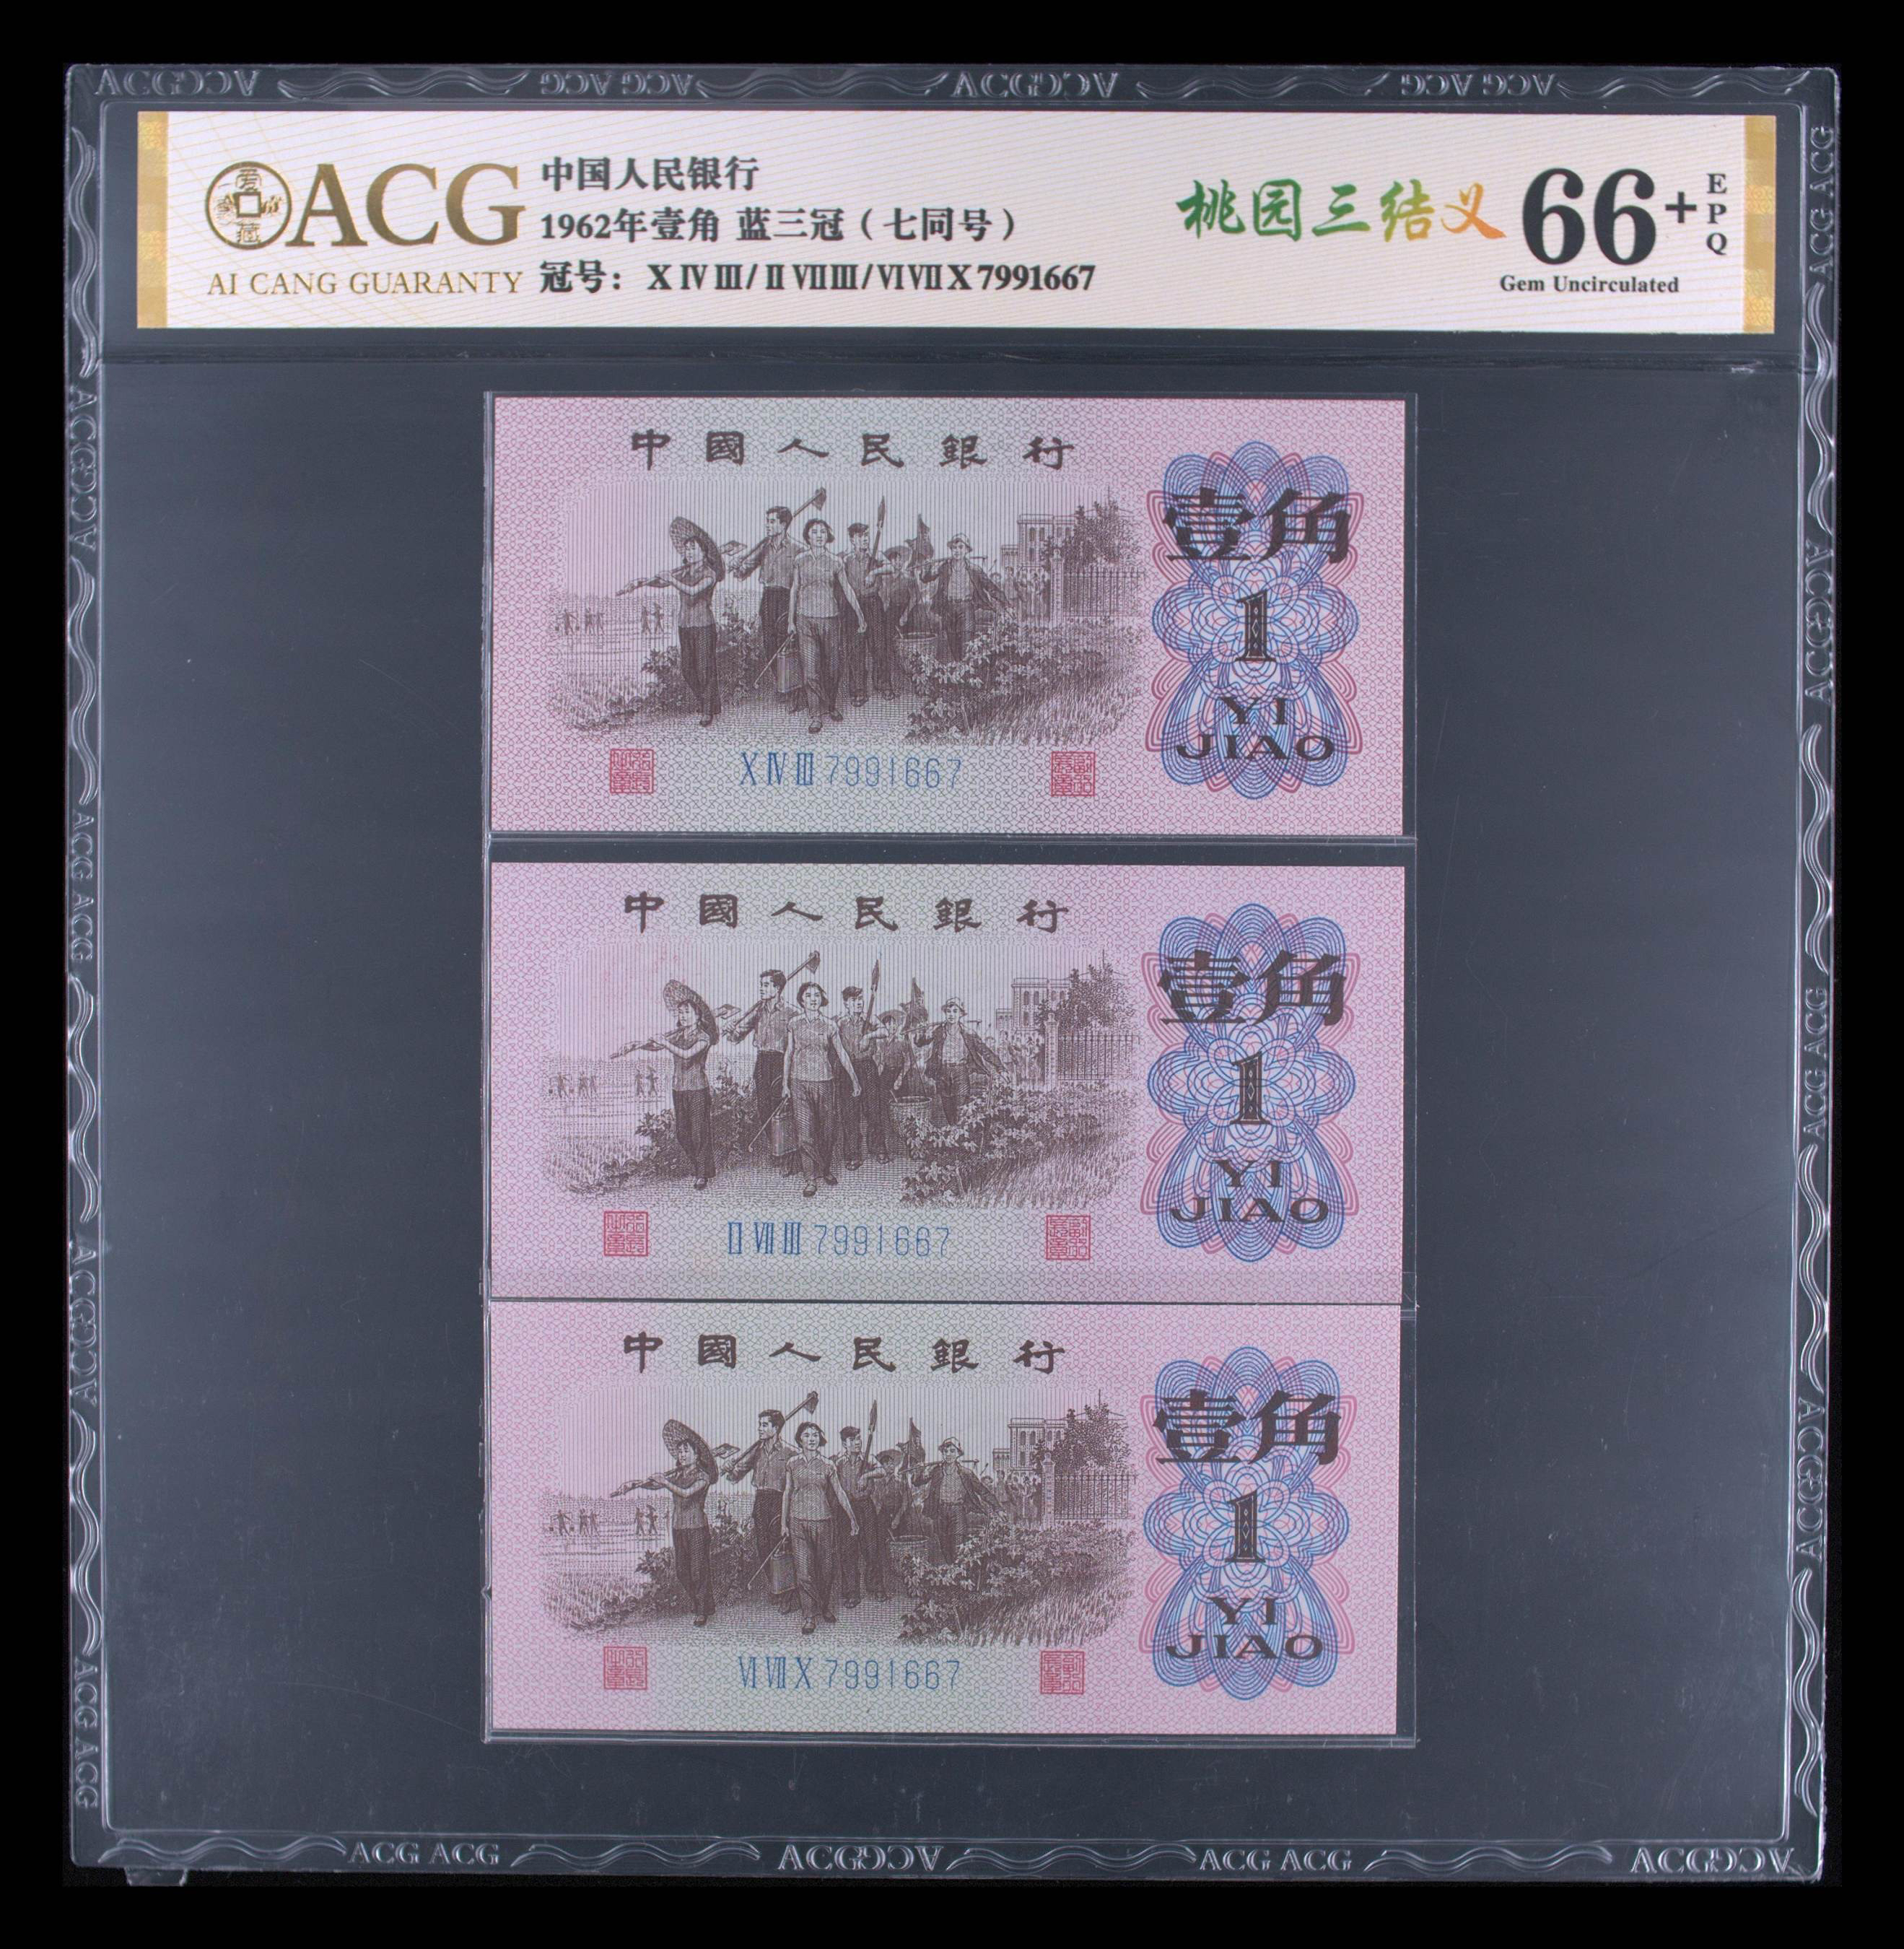 ACG
AI CANG GUARANTY
中国人民银行
1962年壹角 蓝三冠（七同号）
冠号： X IV III / II VII III / VI VII X 7991667
桃园三结义
66+
EPQ
Gem Uncirculated
中國人民銀行
壹角
1
YI
JIAO
X IV III 7991667
中國人民銀行
壹角
1
YI
JIAO
II VII III 7991667
中國人民銀行
壹角
1
YI
JIAO
VI VII X 7991667
ACG ACG
ACG ACG